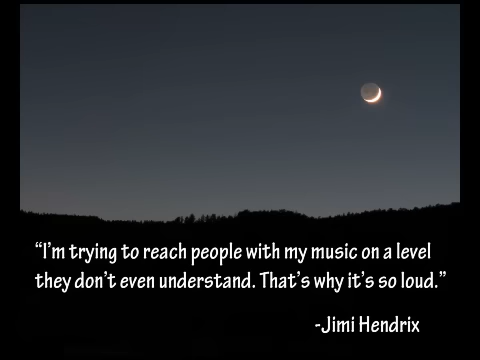 “I’m trying to reach people with my music on a level
they don’t even understand. That’s why it’s so loud.”
-Jimi Hendrix